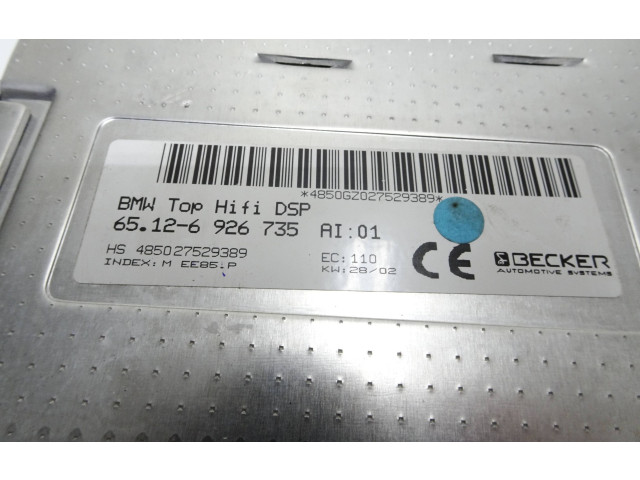 *4850GZ027529389*
BMW Top Hifi DSP
65.12-6 926 735 AI:01
HS 485027529389 EC:110
INDEX: M EE85.P KW:28/02
CE
BECKER
AUTOMOTIVE SYSTEMS